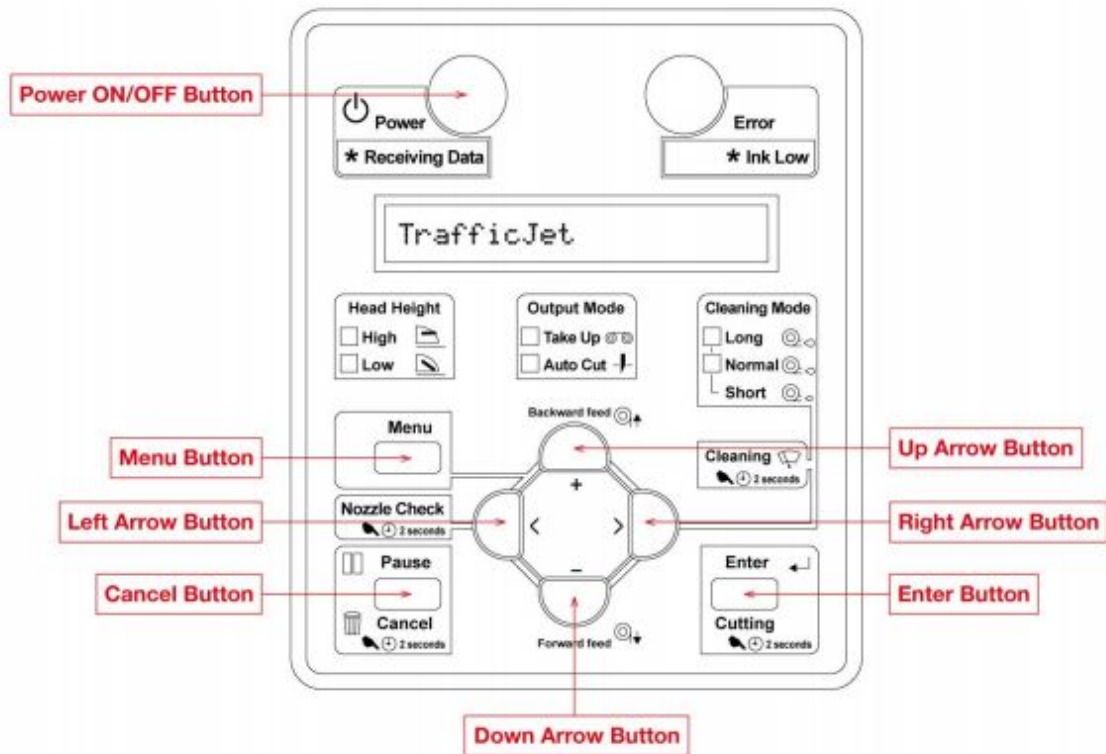 Power ON/OFF Button
Power
Error
* Receiving Data
* Ink Low
TrafficJet
Head Height
High
Low
Output Mode
Take Up
Auto Cut
Cleaning Mode
Long
Normal
Short
Backward feed
Menu
Menu Button
+
Up Arrow Button
Cleaning
2 seconds
Nozzle Check
2 seconds
Left Arrow Button
<
>
Right Arrow Button
Pause
Cancel Button
Cancel
2 seconds
–
Forward feed
Enter
Enter Button
Cutting
2 seconds
Down Arrow Button